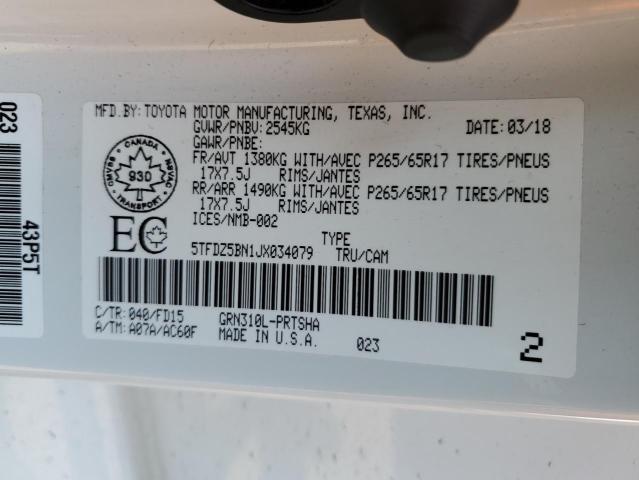 MFD.BY:TOYOTA MOTOR MANUFACTURING, TEXAS, INC.
GVWR/PNBV:2545KG DATE:03/18
GAWR/PNBE:
FR/AVT 1380KG WITH/AVEC P265/65R17 TIRES/PNEUS
17X7.5J RIMS/JANTES
RR/ARR 1490KG WITH/AVEC P265/65R17 TIRES/PNEUS
17X7.5J RIMS/JANTES
ICES/NMB-002
CANADA
930
TRANSPORT
EC
TYPE
5TFDZ5BN1JX034079 TRU/CAM
C/TR:040/FD15 GRN310L-PRTSHA
A/TM:A07A/AC60F MADE IN U.S.A. 023
2
023
43P5T